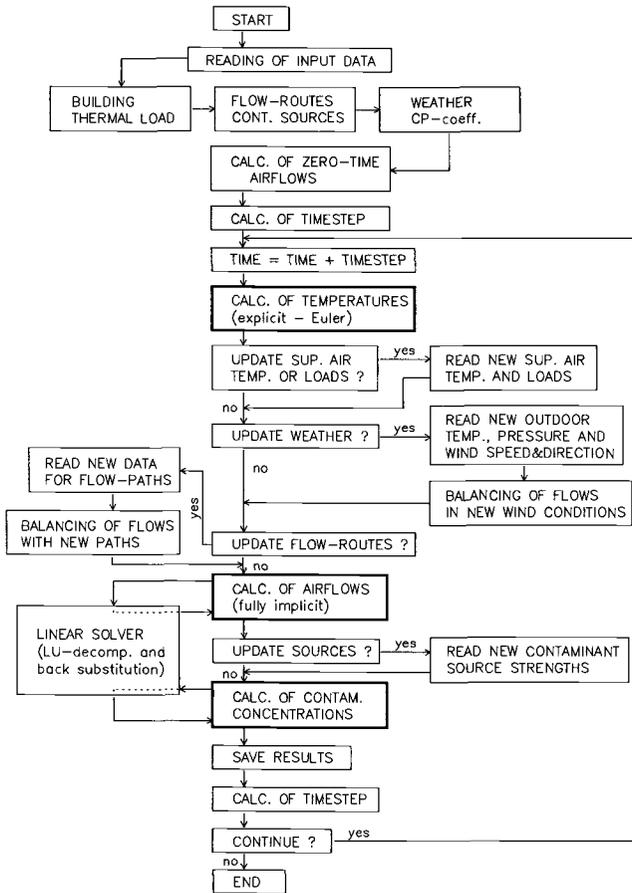 START
READING OF INPUT DATA
BUILDING
THERMAL LOAD
FLOW-ROUTES
CONT. SOURCES
WEATHER
CP-coeff.
CALC. OF ZERO-TIME
AIRFLOWS
CALC. OF TIMESTEP
TIME = TIME + TIMESTEP
CALC. OF TEMPERATURES
(explicit - Euler)
UPDATE SUP. AIR
TEMP. OR LOADS ?
yes
READ NEW SUP. AIR
TEMP. AND LOADS
no
UPDATE WEATHER ?
yes
READ NEW OUTDOOR
TEMP., PRESSURE AND
WIND SPEED&DIRECTION
no
BALANCING OF FLOWS
IN NEW WIND CONDITIONS
READ NEW DATA
FOR FLOW-PATHS
yes
BALANCING OF FLOWS
WITH NEW PATHS
UPDATE FLOW-ROUTES ?
no
CALC. OF AIRFLOWS
(fully implicit)
LINEAR SOLVER
(LU-decomp. and
back substitution)
UPDATE SOURCES ?
yes
READ NEW CONTAMINANT
SOURCE STRENGTHS
no
CALC. OF CONTAM.
CONCENTRATIONS
SAVE RESULTS
CALC. OF TIMESTEP
CONTINUE ?
yes
no
END